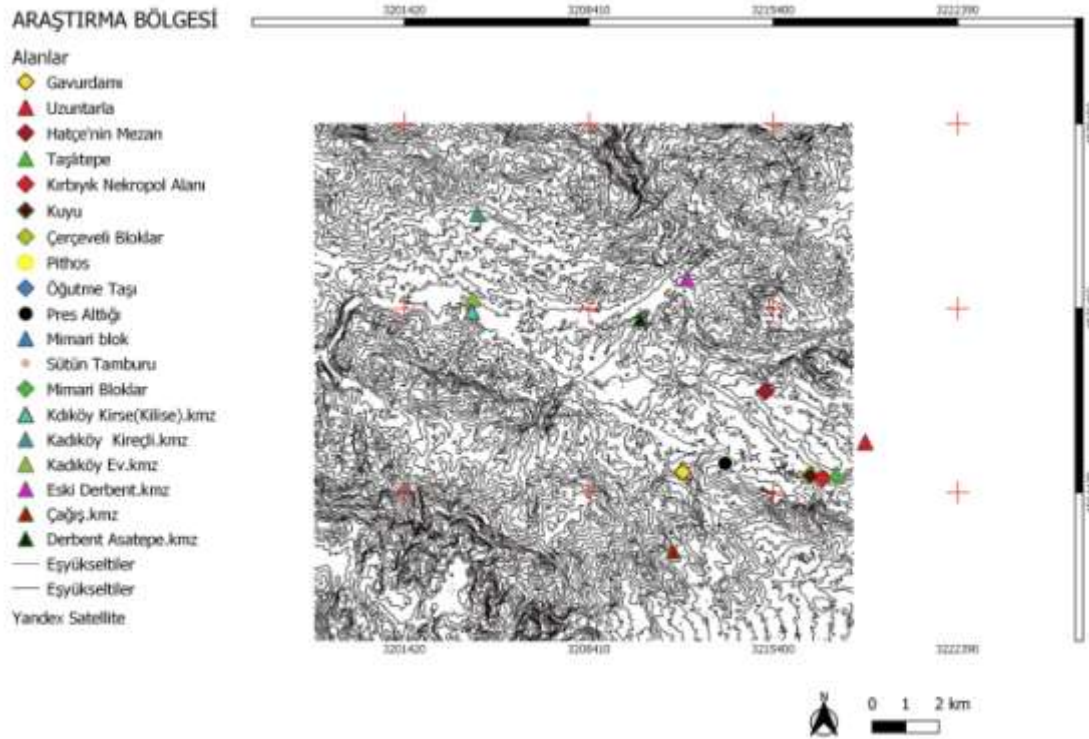 ARAŞTIRMA BÖLGESİ
3201420 3208410 3215400 3222390
Alanlar
Gavurdamı
Uzuntarla
Hatçe'nin Mezarı
Taşlıtepe
Kırbıyık Nekropol Alanı
Kuyu
Çerçeveli Bloklar
Pithos
Öğutme Taşı
Pres Altlığı
Mimari blok
Sütün Tamburu
Mimari Bloklar
Kdıköy Kirse(Kilise).kmz
Kadıköy Kireçli.kmz
Kadıköy Ev.kmz
Eski Derbent.kmz
Çağış.kmz
Derbent Asatepe.kmz
Eşyükseltiler
Eşyükseltiler
Yandex Satellite
3201420 3208410 3215400 3222390
N
0 1 2 km